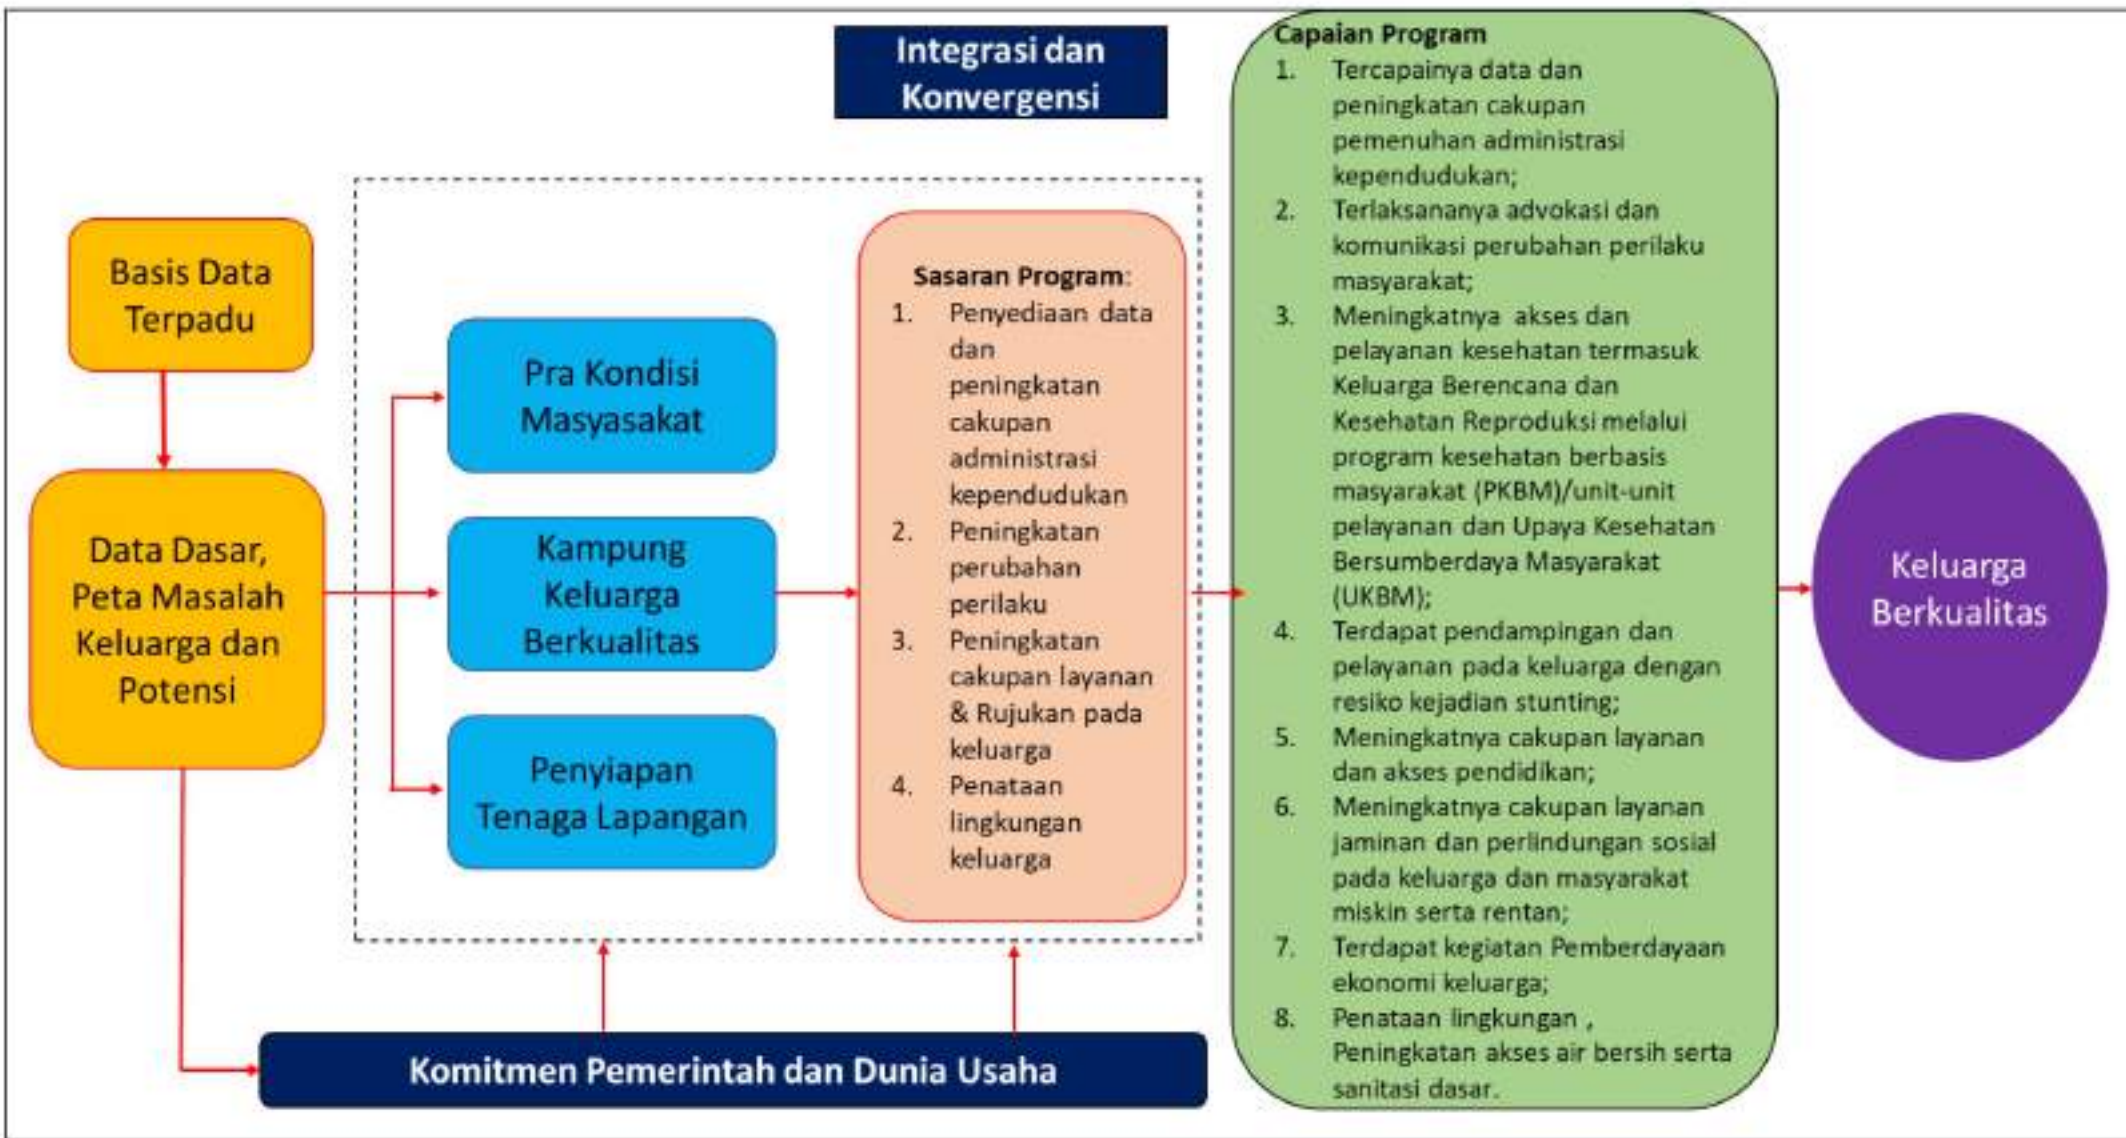 Integrasi dan
Konvergensi
Basis Data
Terpadu
Data Dasar,
Peta Masalah
Keluarga dan
Potensi
Pra Kondisi
Masyasakat
Kampung
Keluarga
Berkualitas
Penyiapan
Tenaga Lapangan
Sasaran Program:
1. Penyediaan data
dan
peningkatan
cakupan
administrasi
kependudukan
2. Peningkatan
perubahan
perilaku
3. Peningkatan
cakupan layanan
& Rujukan pada
keluarga
4. Penataan
lingkungan
keluarga
Komitmen Pemerintah dan Dunia Usaha
Capaian Program
1. Tercapainya data dan
peningkatan cakupan
pemenuhan administrasi
kependudukan;
2. Terlaksananya advokasi dan
komunikasi perubahan perilaku
masyarakat;
3. Meningkatnya akses dan
pelayanan kesehatan termasuk
Keluarga Berencana dan
Kesehatan Reproduksi melalui
program kesehatan berbasis
masyarakat (PKBM)/unit-unit
pelayanan dan Upaya Kesehatan
Bersumberdaya Masyarakat
(UKBM);
4. Terdapat pendampingan dan
pelayanan pada keluarga dengan
resiko kejadian stunting;
5. Meningkatnya cakupan layanan
dan akses pendidikan;
6. Meningkatnya cakupan layanan
jaminan dan perlindungan sosial
pada keluarga dan masyarakat
miskin serta rentan;
7. Terdapat kegiatan Pemberdayaan
ekonomi keluarga;
8. Penataan lingkungan ,
Peningkatan akses air bersih serta
sanitasi dasar.
Keluarga
Berkualitas